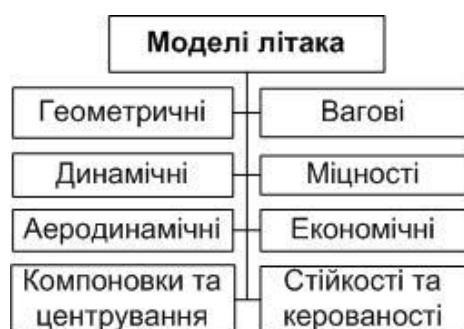 Моделі літака
Геометричні
Вагові
Динамічні
Міцності
Аеродинамічні
Економічні
Компоновки та
центрування
Стійкості та
керованості